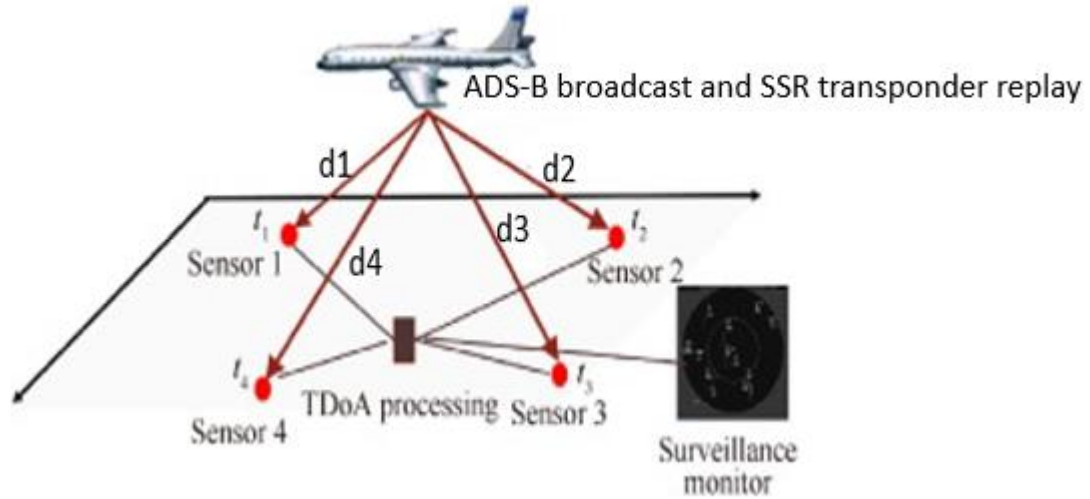 ADS-B broadcast and SSR transponder replay
d1
d2
t1
t2
d3
Sensor 1
d4
Sensor 2
t4
t3
TDoA processing
Sensor 3
Sensor 4
Surveillance
monitor